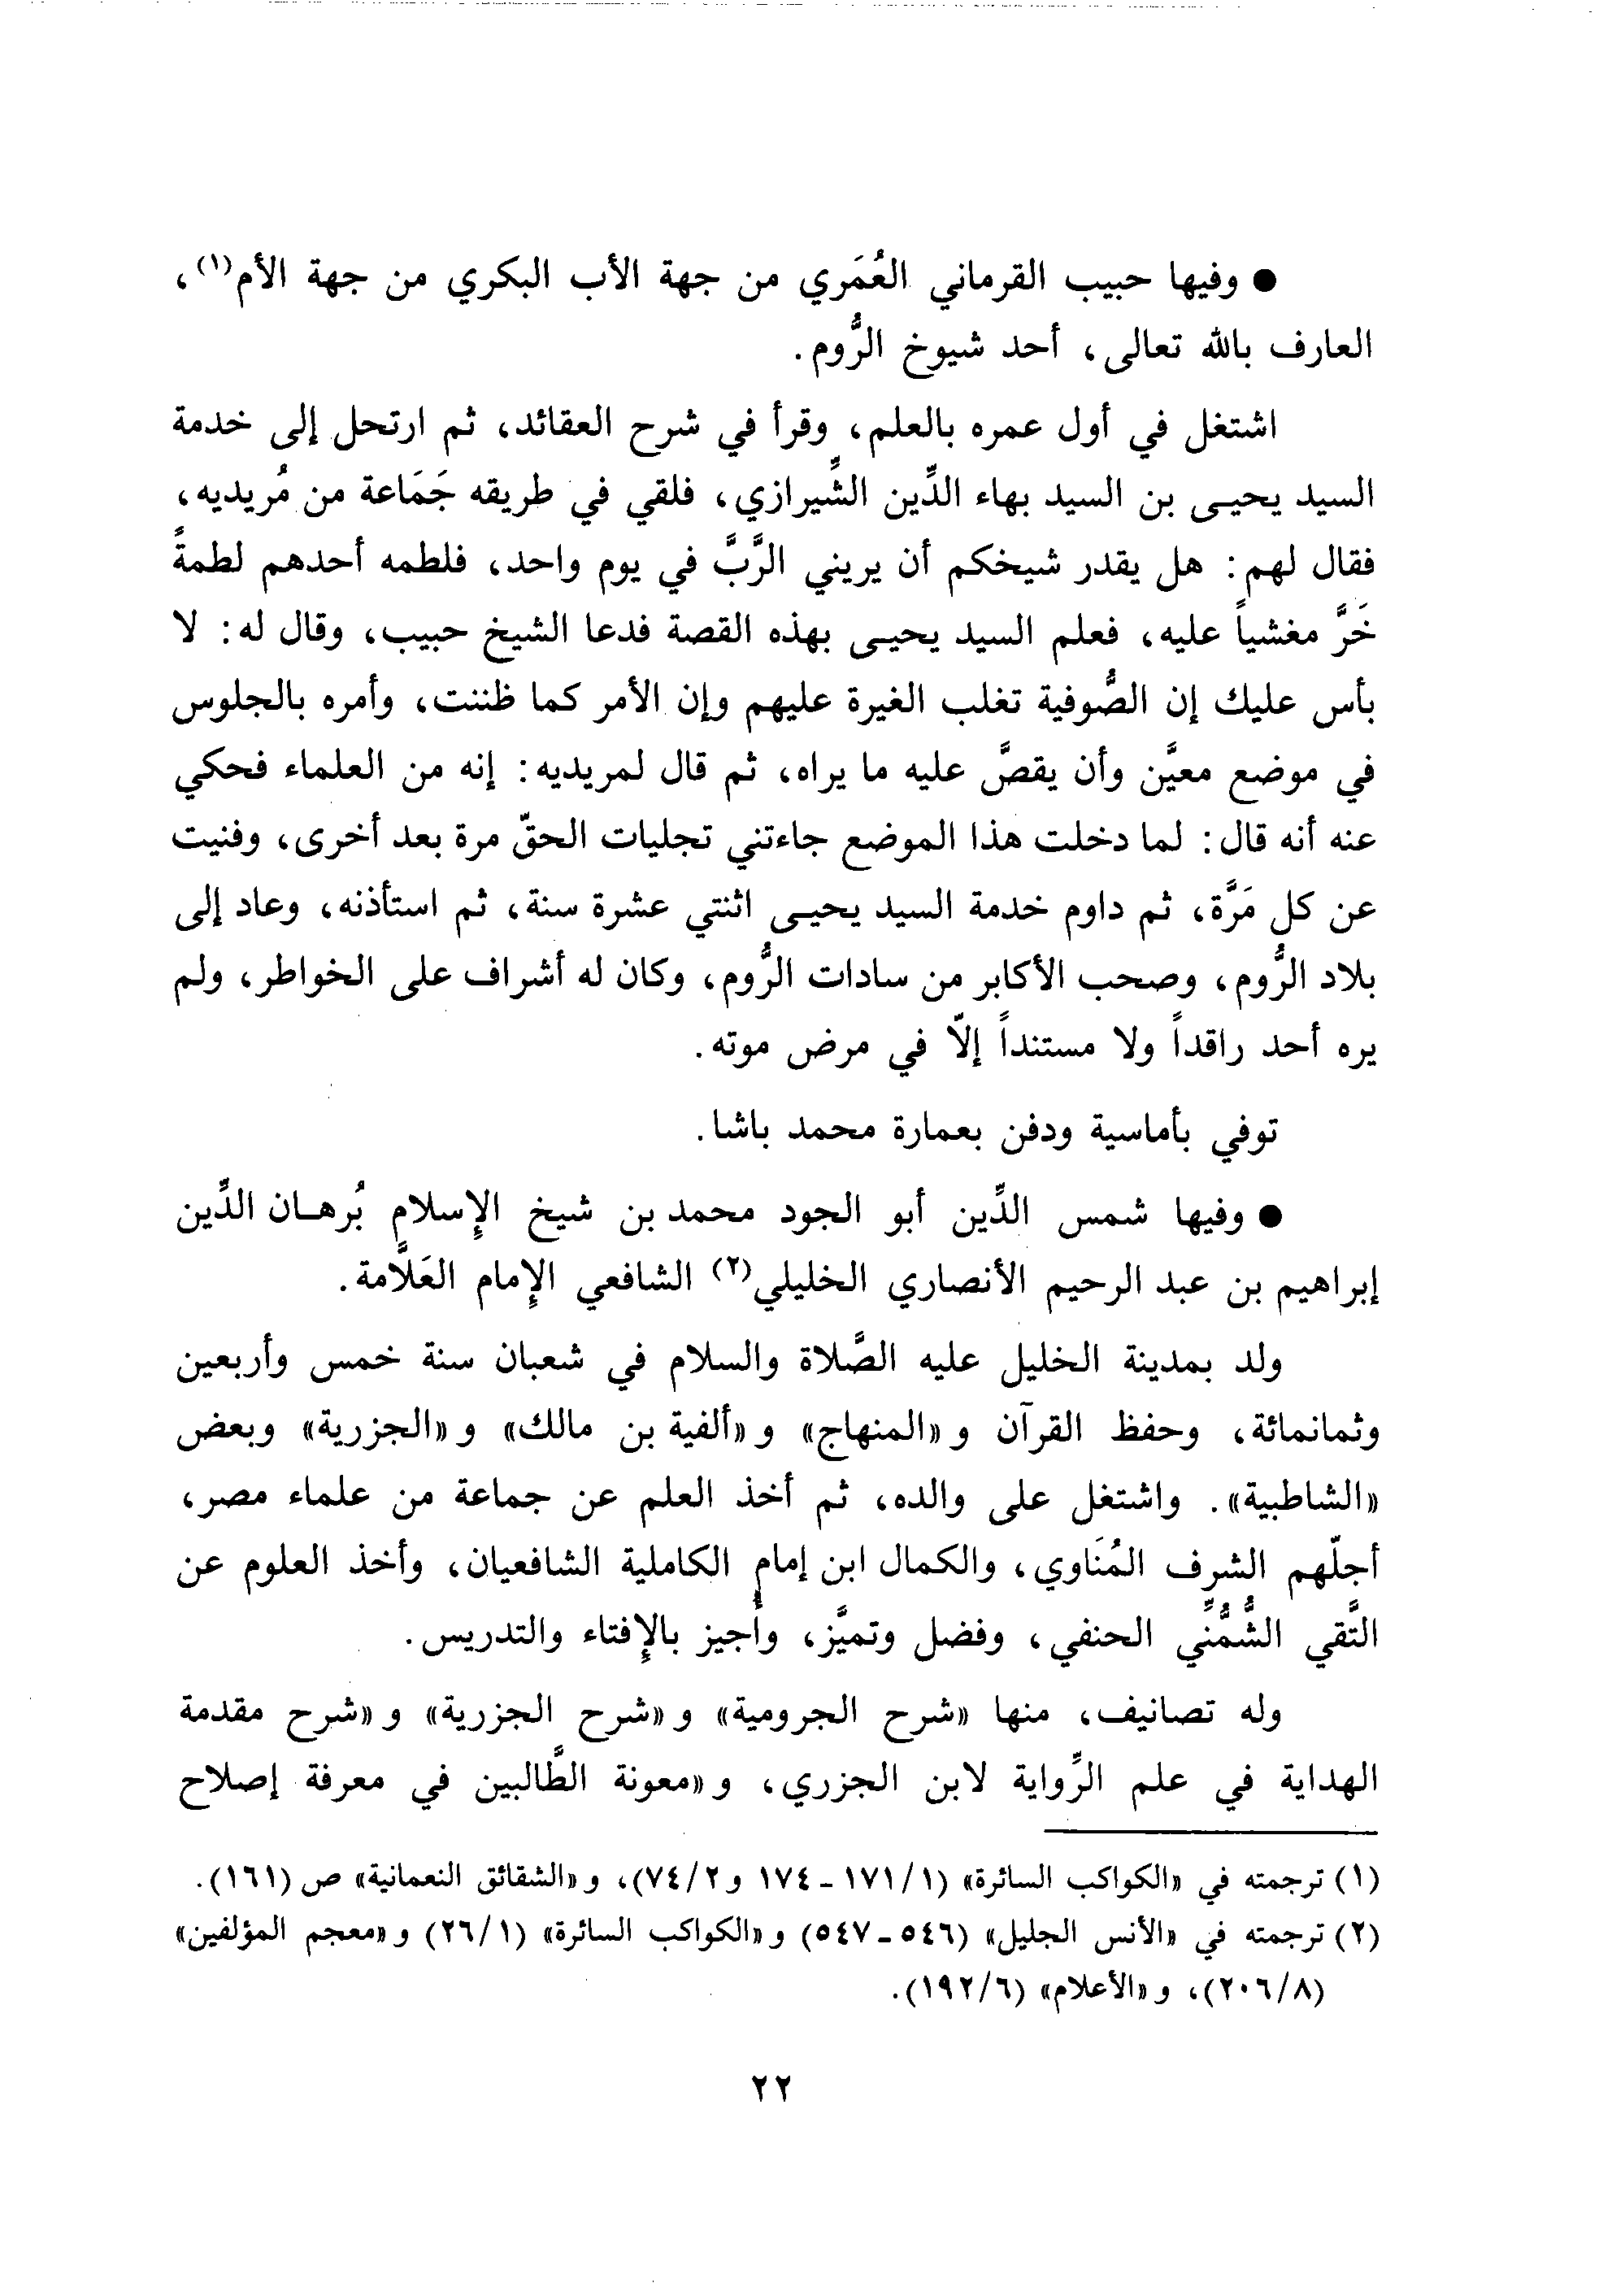 ● وفيها حبيب القرماني العُمَري من جهة الأب البكري من جهة الأم(١)،
العارف بالله تعالى، أحد شيوخ الرُّوم.
اشتغل في أول عمره بالعلم، وقرأ في شرح العقائد، ثم ارتحل إلى خدمة
السيد يحيـى بن السيد بهاء الدِّين الشِّيرازي، فلقي في طريقه جَمَاعة من مُريديه،
فقال لهم: هل يقدر شيخكم أن يريني الرَّبَّ في يوم واحد، فلطمه أحدهم لطمةً
خَرَّ مغشياً عليه، فعلم السيد يحيـى بهذه القصة فدعا الشيخ حبيب، وقال له: لا
بأس عليك إن الصُّوفية تغلب الغيرة عليهم وإن الأمر كما ظننت، وأمره بالجلوس
في موضع معيَّن وأن يقصَّ عليه ما يراه، ثم قال لمريديه: إنه من العلماء فحكي
عنه أنه قال: لما دخلت هذا الموضع جاءتني تجليات الحقّ مرة بعد أخرى، وفنيت
عن كل مَرَّة، ثم داوم خدمة السيد يحيـى اثنتي عشرة سنة، ثم استأذنه، وعاد إلى
بلاد الرُّوم، وصحب الأكابر من سادات الرُّوم، وكان له أشراف على الخواطر، ولم
يره أحد راقداً ولا مستنداً إلاّ في مرض موته.
توفي بأماسية ودفن بعمارة محمد باشا.
● وفيها شمس الدِّين أبو الجود محمد بن شيخ الإِسلام بُرهـان الدِّين
إبراهيم بن عبد الرحيم الأنصاري الخليلي(٢) الشافعي الإِمام العَلَّامة.
ولد بمدينة الخليل عليه الصَّلاة والسلام في شعبان سنة خمس وأربعين
وثمانمائة، وحفظ القرآن و «المنهاج» و «ألفية بن مالك» و «الجزرية» وبعض
«الشاطبية». واشتغل على والده، ثم أخذ العلم عن جماعة من علماء مصر،
أجلّهم الشرف المُنَاوي، والكمال ابن إمام الكاملية الشافعيان، وأخذ العلوم عن
التَّقي الشُّمُّنِّي الحنفي، وفضل وتميَّز، وأُجيز بالإِفتاء والتدريس.
وله تصانيف، منها «شرح الجرومية» و «شرح الجزرية» و «شرح مقدمة
الهداية في علم الرِّواية لابن الجزري، و «معونة الطَّالبين في معرفة إصلاح
(١) ترجمته في «الكواكب السائرة» (١/ ١٧١ ـ ١٧٤ و ٢/ ٧٤)، و «الشقائق النعمانية» ص (١٦١).
(٢) ترجمته في «الأنس الجليل» (٥٤٦ ـ ٥٤٧) و «الكواكب السائرة» (١/ ٢٦) و «معجم المؤلفين»
(٨/ ٢٠٦)، و «الأعلام» (٦/ ١٩٢).
٢٢